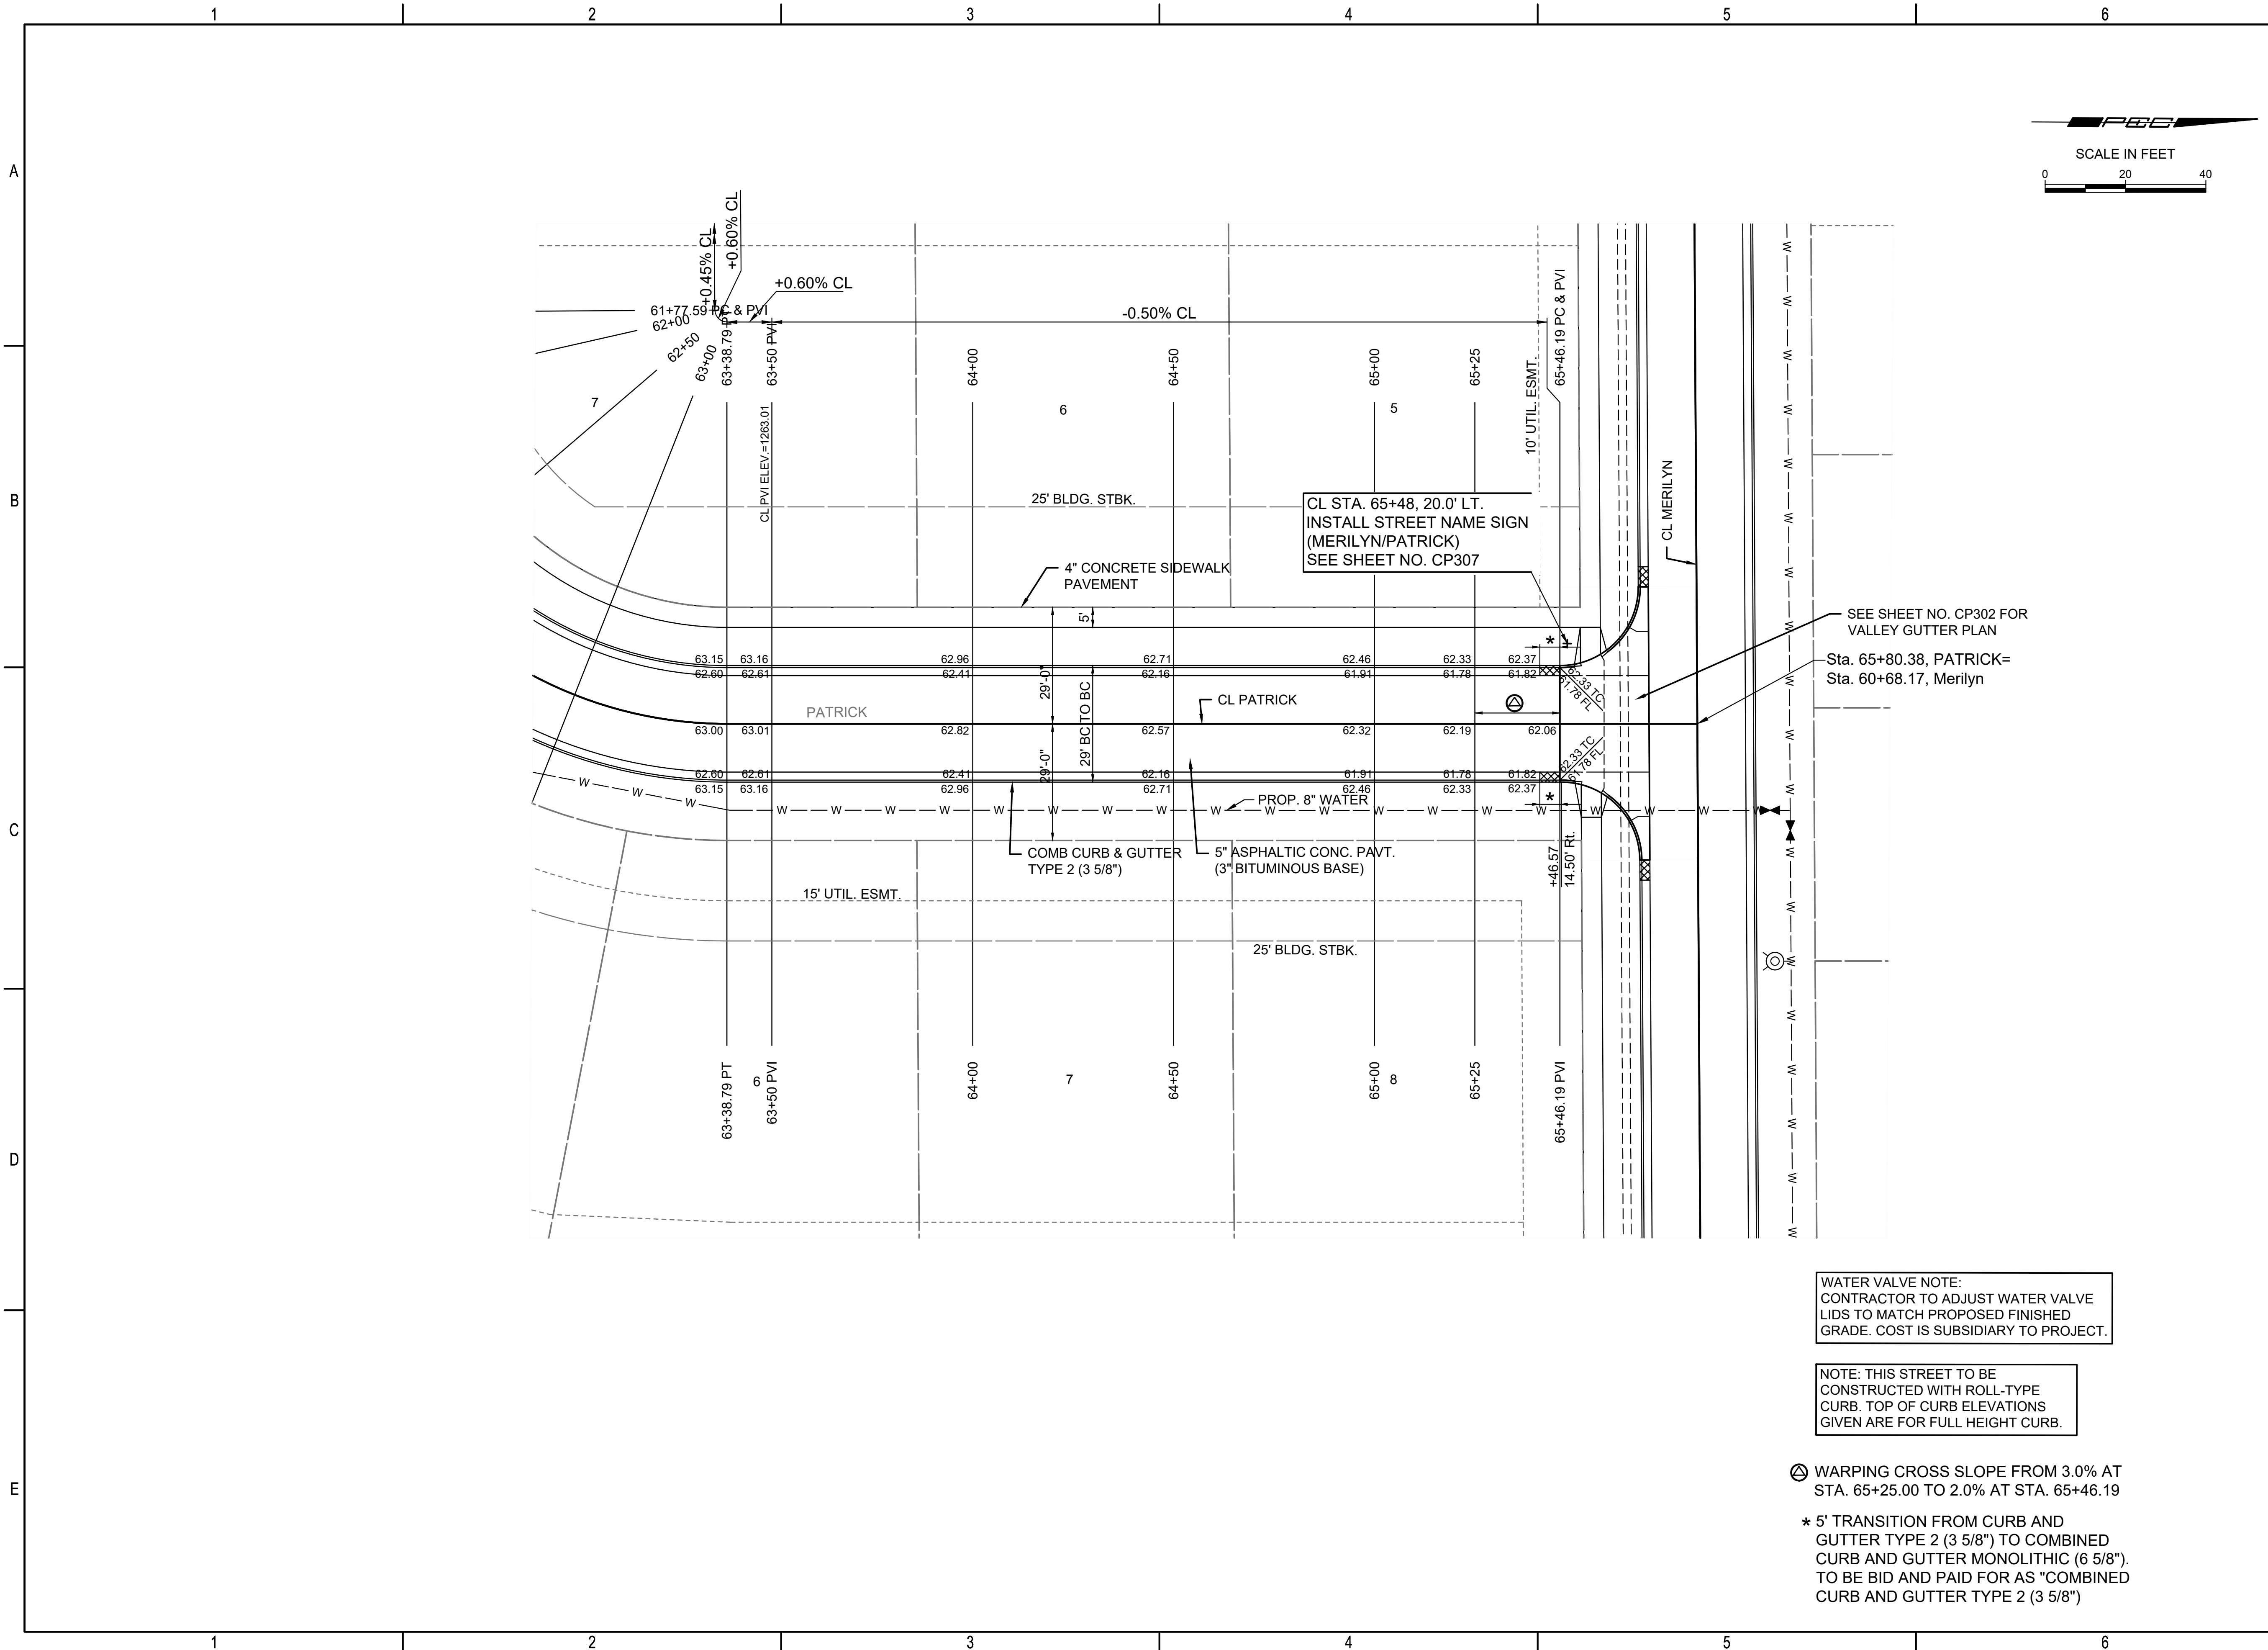 1 2 3 4 5 6
A
B
C
D
E
PEC
SCALE IN FEET
0 20 40
+0.45% CL
+0.60% CL
+0.60% CL
-0.50% CL
61+77.59 PC & PVI
62+00
62+50
63+00
63+38.79 PT
63+50 PVI
64+00
64+50
65+00
65+25
65+46.19 PC & PVI
10' UTIL. ESMT.
CL PVI ELEV.=1263.01
7
6
5
25' BLDG. STBK.
CL STA. 65+48, 20.0' LT.
INSTALL STREET NAME SIGN
(MERILYN/PATRICK)
SEE SHEET NO. CP307
CL MERILYN
4" CONCRETE SIDEWALK
PAVEMENT
5'
SEE SHEET NO. CP302 FOR
VALLEY GUTTER PLAN
Sta. 65+80.38, PATRICK=
Sta. 60+68.17, Merilyn
*
63.15 63.16 62.96 62.71 62.46 62.33 62.37
62.60 62.61 62.41 62.16 61.91 61.78 61.82
62.33 TC
61.78 FL
29'-0"
29' BC TO BC
CL PATRICK
PATRICK
63.00 63.01 62.82 62.57 62.32 62.19 62.06
29'-0"
62.33 TC
61.78 FL
62.60 62.61 62.41 62.16 61.91 61.78 61.82
63.15 63.16 62.96 62.71 62.46 62.33 62.37
*
PROP. 8" WATER
W W W W W W W W W W W W W W W W W W W W W
W W W W W W W W W W W W W W W W W W W
COMB CURB & GUTTER
TYPE 2 (3 5/8")
5" ASPHALTIC CONC. PAVT.
(3" BITUMINOUS BASE)
+46.57
14.50' Rt.
15' UTIL. ESMT.
25' BLDG. STBK.
63+38.79 PT
6
63+50 PVI
64+00
7
64+50
65+00
8
65+25
65+46.19 PVI
WATER VALVE NOTE:
CONTRACTOR TO ADJUST WATER VALVE
LIDS TO MATCH PROPOSED FINISHED
GRADE. COST IS SUBSIDIARY TO PROJECT.
NOTE: THIS STREET TO BE
CONSTRUCTED WITH ROLL-TYPE
CURB. TOP OF CURB ELEVATIONS
GIVEN ARE FOR FULL HEIGHT CURB.
WARPING CROSS SLOPE FROM 3.0% AT
STA. 65+25.00 TO 2.0% AT STA. 65+46.19
* 5' TRANSITION FROM CURB AND
GUTTER TYPE 2 (3 5/8") TO COMBINED
CURB AND GUTTER MONOLITHIC (6 5/8").
TO BE BID AND PAID FOR AS "COMBINED
CURB AND GUTTER TYPE 2 (3 5/8")
1 2 3 4 5 6